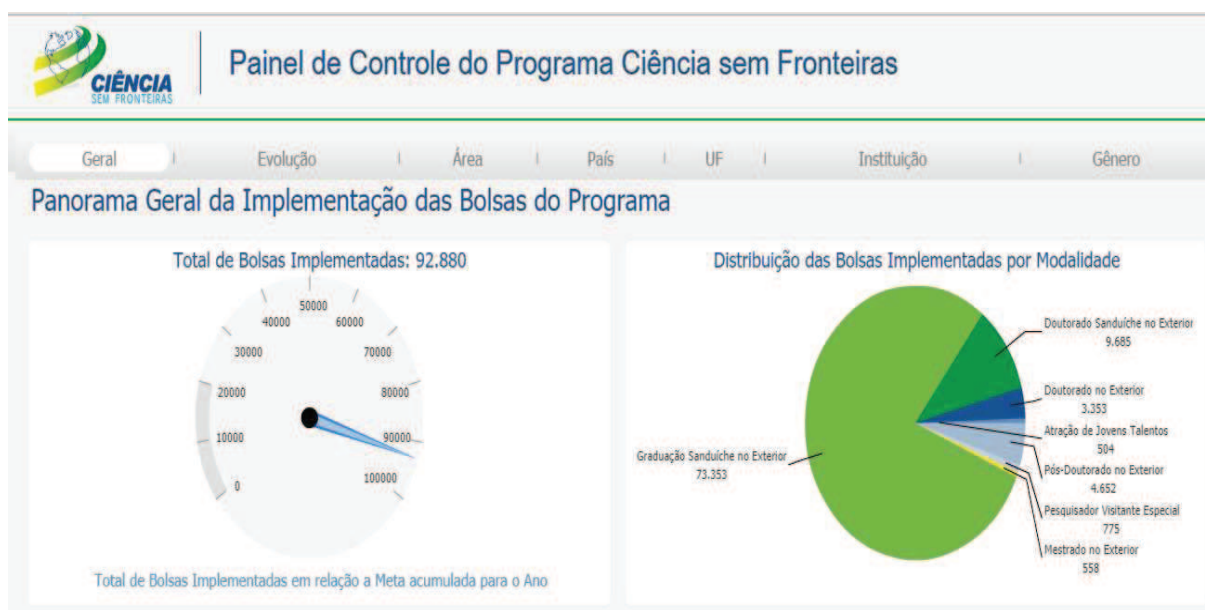 CIÊNCIA
SEM FRONTEIRAS
Painel de Controle do Programa Ciência sem Fronteiras
Geral
Evolução
Área
País
UF
Instituição
Gênero
Panorama Geral da Implementação das Bolsas do Programa
Total de Bolsas Implementadas: 92.880
0
10000
20000
30000
40000
50000
60000
70000
80000
90000
100000
Total de Bolsas Implementadas em relação a Meta acumulada para o Ano
Distribuição das Bolsas Implementadas por Modalidade
Doutorado Sanduíche no Exterior
9.685
Doutorado no Exterior
3.353
Atração de Jovens Talentos
504
Pós-Doutorado no Exterior
4.652
Pesquisador Visitante Especial
775
Mestrado no Exterior
558
Graduação Sanduíche no Exterior
73.353